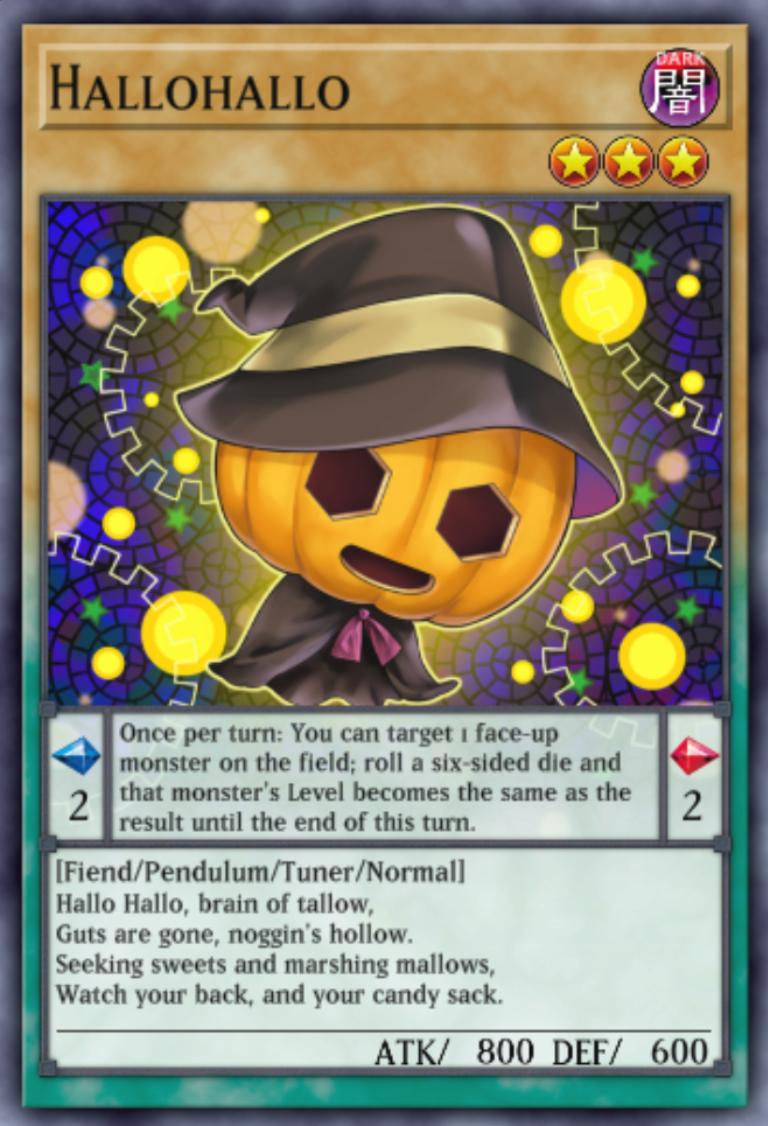 HALLOHALLO
DARK
闇
Once per turn: You can target 1 face-up
monster on the field; roll a six-sided die and
that monster's Level becomes the same as the
result until the end of this turn.
2
2
[Fiend/Pendulum/Tuner/Normal]
Hallo Hallo, brain of tallow,
Guts are gone, noggin's hollow.
Seeking sweets and marshing mallows,
Watch your back, and your candy sack.
ATK/ 800 DEF/ 600